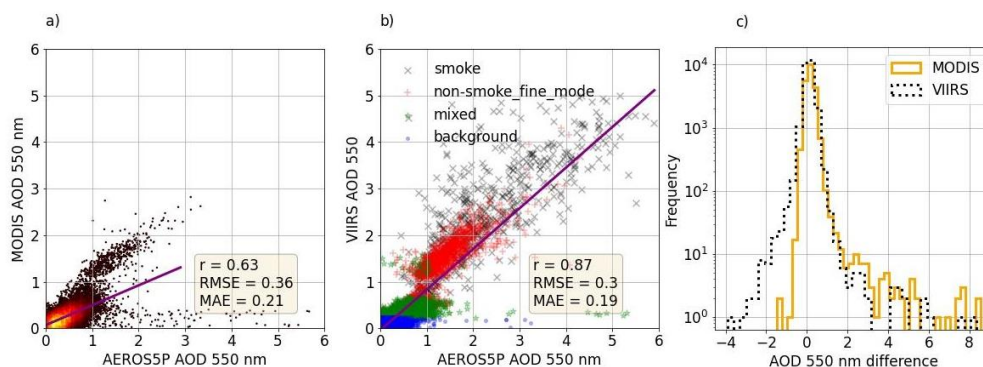 a)
MODIS AOD 550 nm
6
5
4
3
2
1
0
0 1 2 3 4 5 6
AEROS5P AOD 550 nm
r = 0.63
RMSE = 0.36
MAE = 0.21
b)
VIIRS AOD 550
6
5
4
3
2
1
0
0 1 2 3 4 5 6
AEROS5P AOD 550 nm
smoke
non-smoke_fine_mode
mixed
background
r = 0.87
RMSE = 0.3
MAE = 0.19
c)
Frequency
10⁴
10³
10²
10¹
10⁰
−4 −2 0 2 4 6 8
AOD 550 nm difference
MODIS
VIIRS